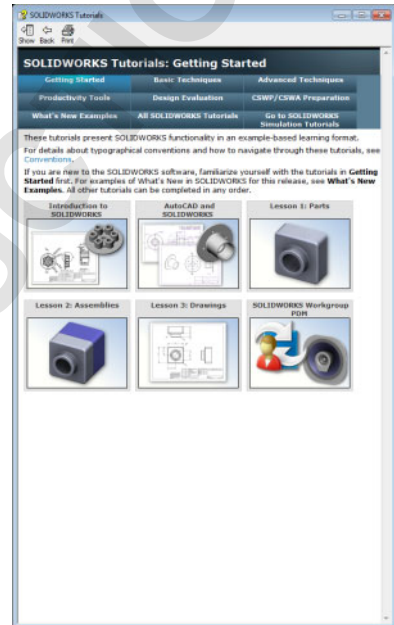 SOLIDWORKS Tutorials
Show Back Print
SOLIDWORKS Tutorials: Getting Started
Getting Started Basic Techniques Advanced Techniques
Productivity Tools Design Evaluation CSWP/CSWA Preparation
What's New Examples All SOLIDWORKS Tutorials Go to SOLIDWORKS
Simulation Tutorials
These tutorials present SOLIDWORKS functionality in an example-based learning format.
For details about typographical conventions and how to navigate through these tutorials, see
Conventions.
If you are new to the SOLIDWORKS software, familiarize yourself with the tutorials in Getting
Started first. For examples of What's New in SOLIDWORKS for this release, see What's New
Examples. All other tutorials can be completed in any order.
Introduction to
SOLIDWORKS
AutoCAD and
SOLIDWORKS
Lesson 1: Parts
Lesson 2: Assemblies
Lesson 3: Drawings
SOLIDWORKS Workgroup
PDM